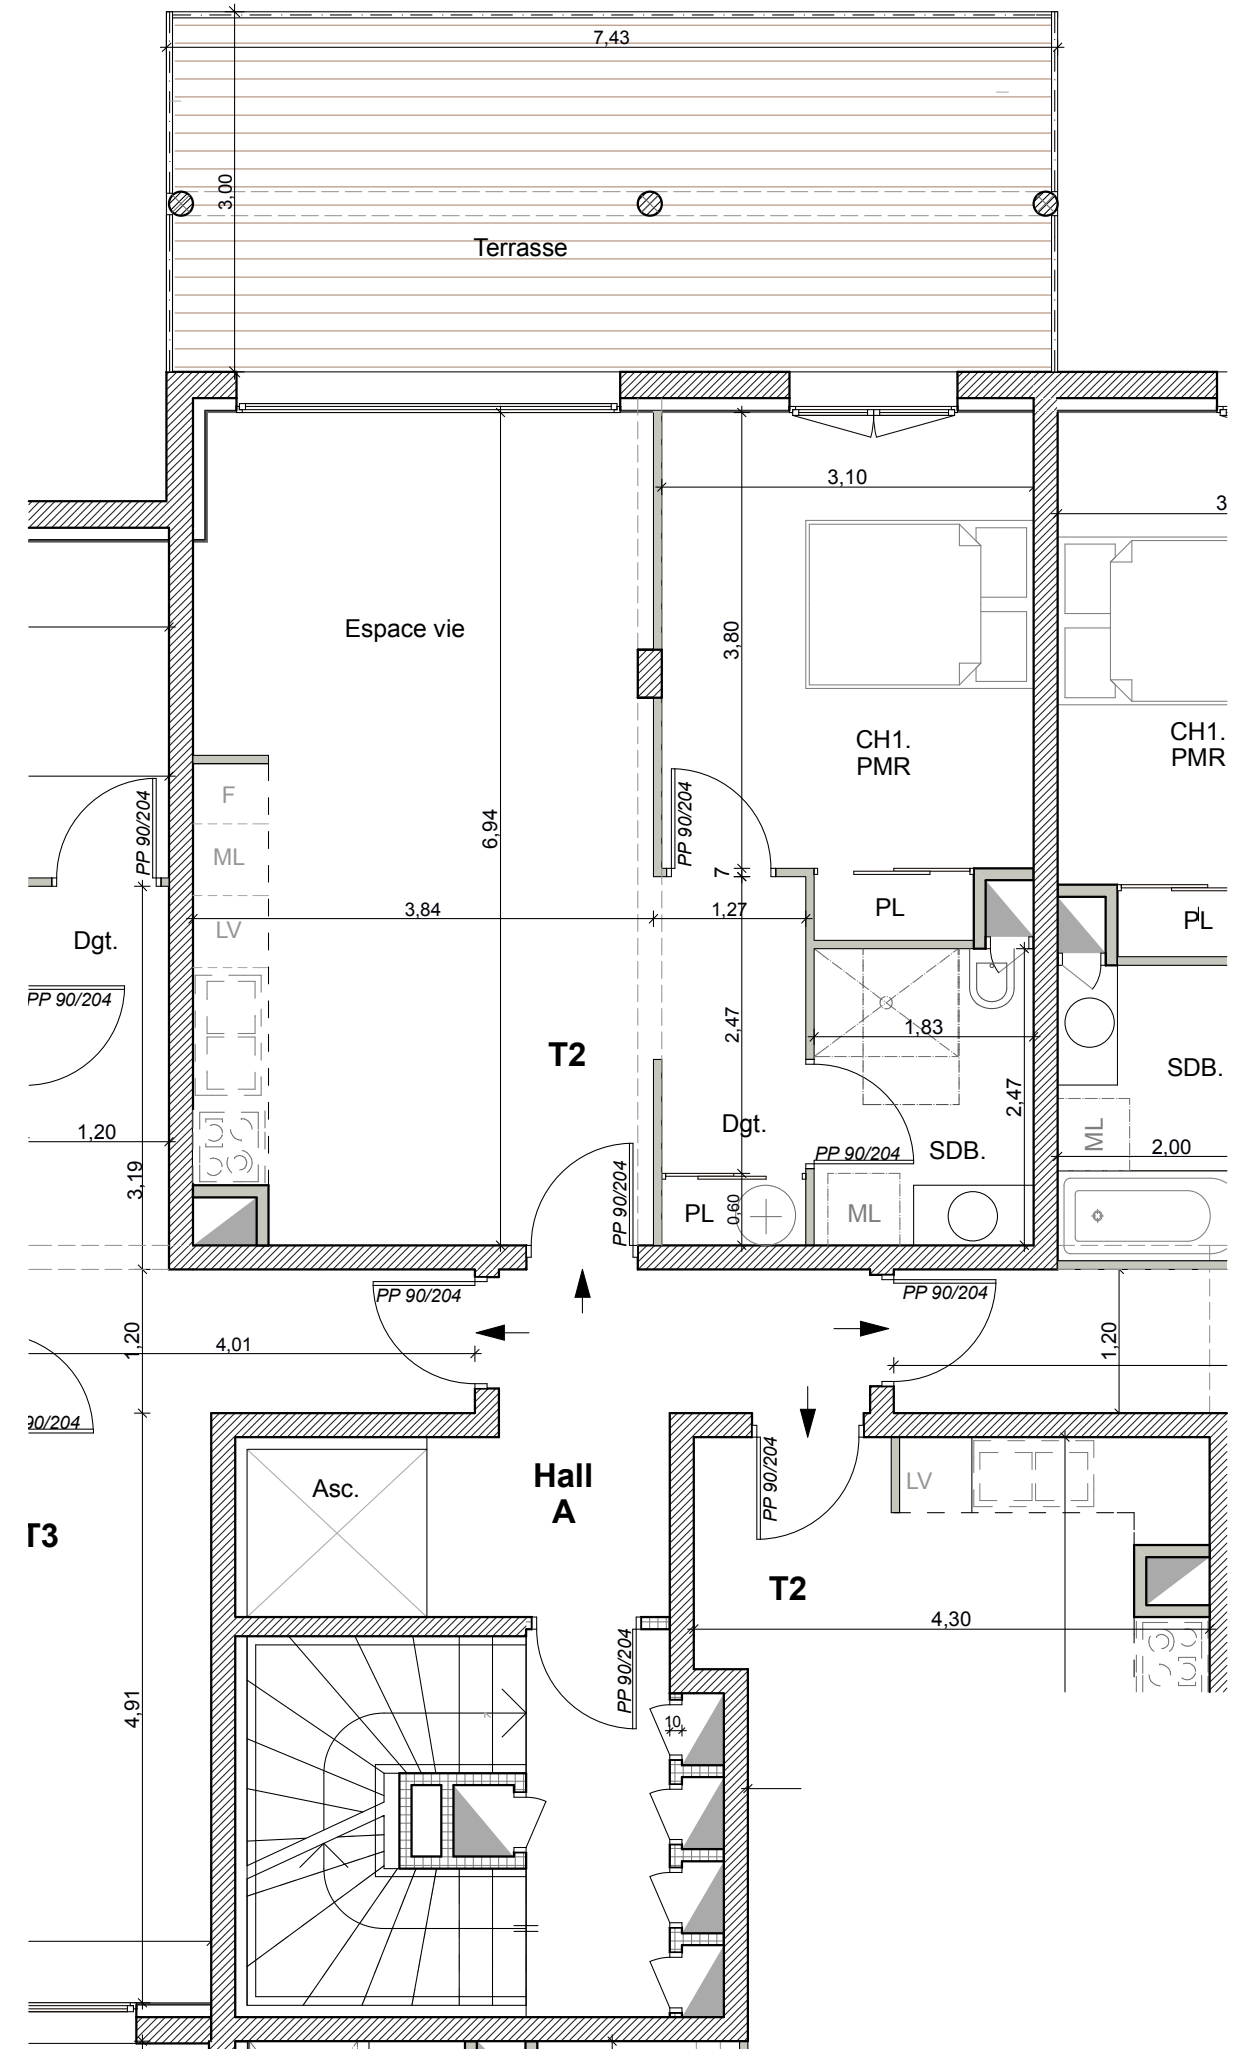 7,43
3,00
Terrasse
3,10
3
Espace vie
3,80
CH1.
PMR
CH1.
PMR
F
PP 90/204
PP 90/204
6,94
ML
7
3,84
1,27
PL
PL
LV
Dgt.
PP 90/204
2,47
1,83
T2
SDB.
2,47
1,20
Dgt.
ML
PP 90/204
SDB.
2,00
3,19
PP 90/204
PL
0,60
ML
PP 90/204
PP 90/204
1,20
4,01
1,20
90/204
PP 90/204
Asc.
Hall
A
LV
T3
T2
4,30
PP 90/204
4,91
10